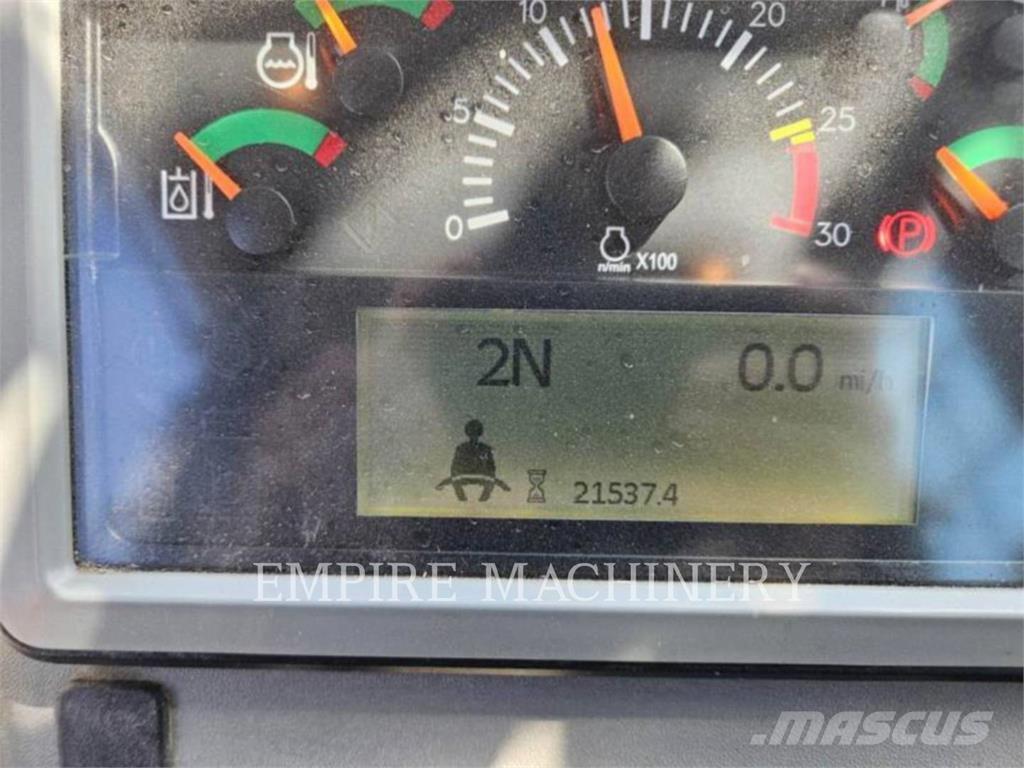 10
20
5
25
0
30
n/min X100
P
2N 0.0 mi/h
21537.4
EMPIRE MACHINERY
MASCUS